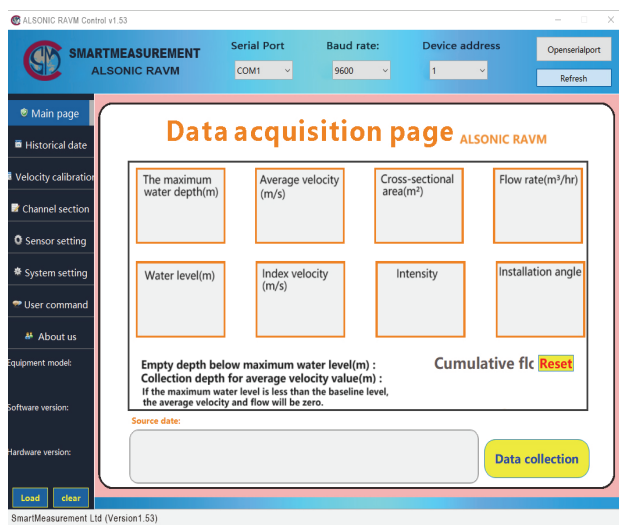 ALSONIC RAVM Control v1.53
SMARTMEASUREMENT
ALSONIC RAVM
Serial Port
Baud rate:
Device address
COM1
9600
1
Openserialport
Refresh
Main page
Historical date
Velocity calibration
Channel section
Sensor setting
System setting
User command
About us
Equipment model:
Software version:
Hardware version:
Load
clear
Data acquisition page ALSONIC RAVM
The maximum
water depth(m)
Average velocity
(m/s)
Cross-sectional
area(m²)
Flow rate(m³/hr)
Water level(m)
Index velocity
(m/s)
Intensity
Installation angle
Empty depth below maximum water level(m) :
Collection depth for average velocity value(m) :
If the maximum water level is less than the baseline level,
the average velocity and flow will be zero.
Cumulative flc
Reset
Source date:
Data collection
SmartMeasurement Ltd (Version1.53)